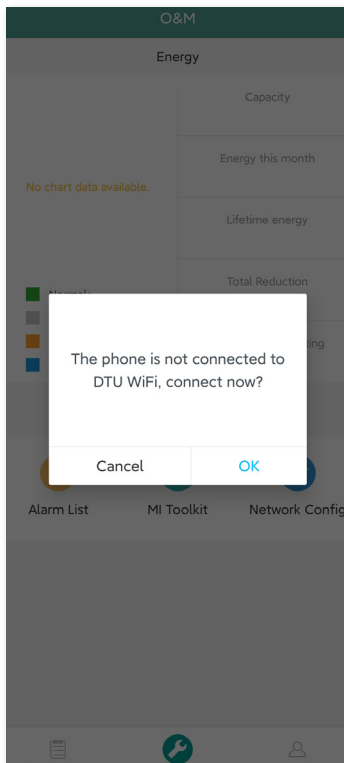 O&M
Energy
Capacity
Energy this month
No chart data available.
Lifetime energy
Total Reduction
The phone is not connected to
DTU WiFi, connect now?
Cancel
OK
Alarm List
MI Toolkit
Network Config